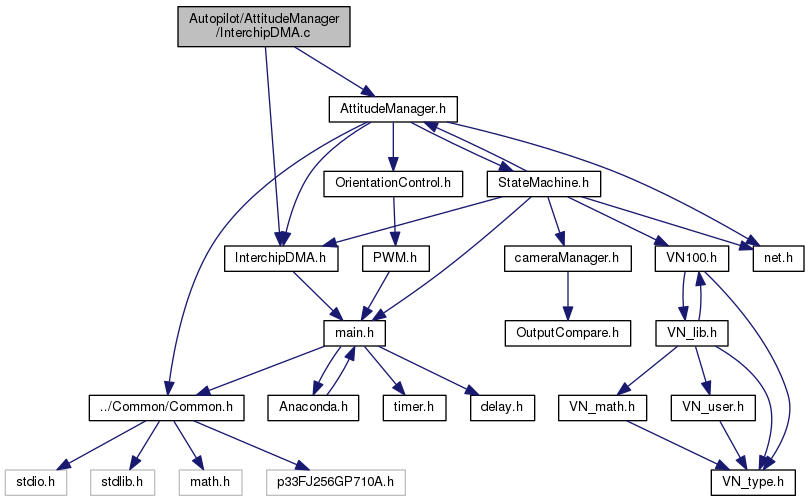 Autopilot/AttitudeManager
/InterchipDMA.c
AttitudeManager.h
OrientationControl.h
StateMachine.h
InterchipDMA.h
PWM.h
cameraManager.h
VN100.h
net.h
main.h
OutputCompare.h
VN_lib.h
../Common/Common.h
Anaconda.h
timer.h
delay.h
VN_math.h
VN_user.h
stdio.h
stdlib.h
math.h
p33FJ256GP710A.h
VN_type.h